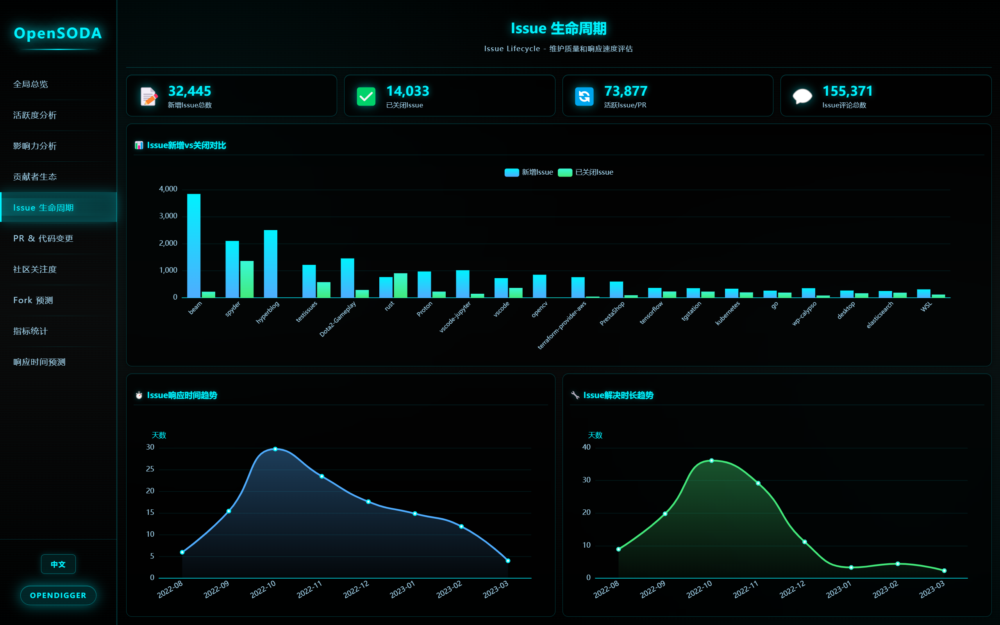 OpenSODA
全局总览
活跃度分析
影响力分析
贡献者生态
Issue 生命周期
PR & 代码变更
社区关注度
Fork 预测
指标统计
响应时间预测
中文
OPENDIGGER
Issue 生命周期
Issue Lifecycle - 维护质量和响应速度评估
32,445
新增Issue总数
14,033
已关闭Issue
73,877
活跃Issue/PR
155,371
Issue评论总数
Issue新增vs关闭对比
新增Issue 已关闭Issue
4,000
3,000
2,000
1,000
0
beam
spyder
hyperblog
testissues
Dota2-Gameplay
rust
Proton
vscode-jupyter
vscode
opencv
terraform-provider-aws
PrestaShop
tensorflow
tgstation
kubernetes
go
wp-calypso
desktop
elasticsearch
WSL
Issue响应时间趋势
天数
30
25
20
15
10
5
0
2022-08
2022-09
2022-10
2022-11
2022-12
2023-01
2023-02
2023-03
Issue解决时长趋势
天数
40
30
20
10
0
2022-08
2022-09
2022-10
2022-11
2022-12
2023-01
2023-02
2023-03